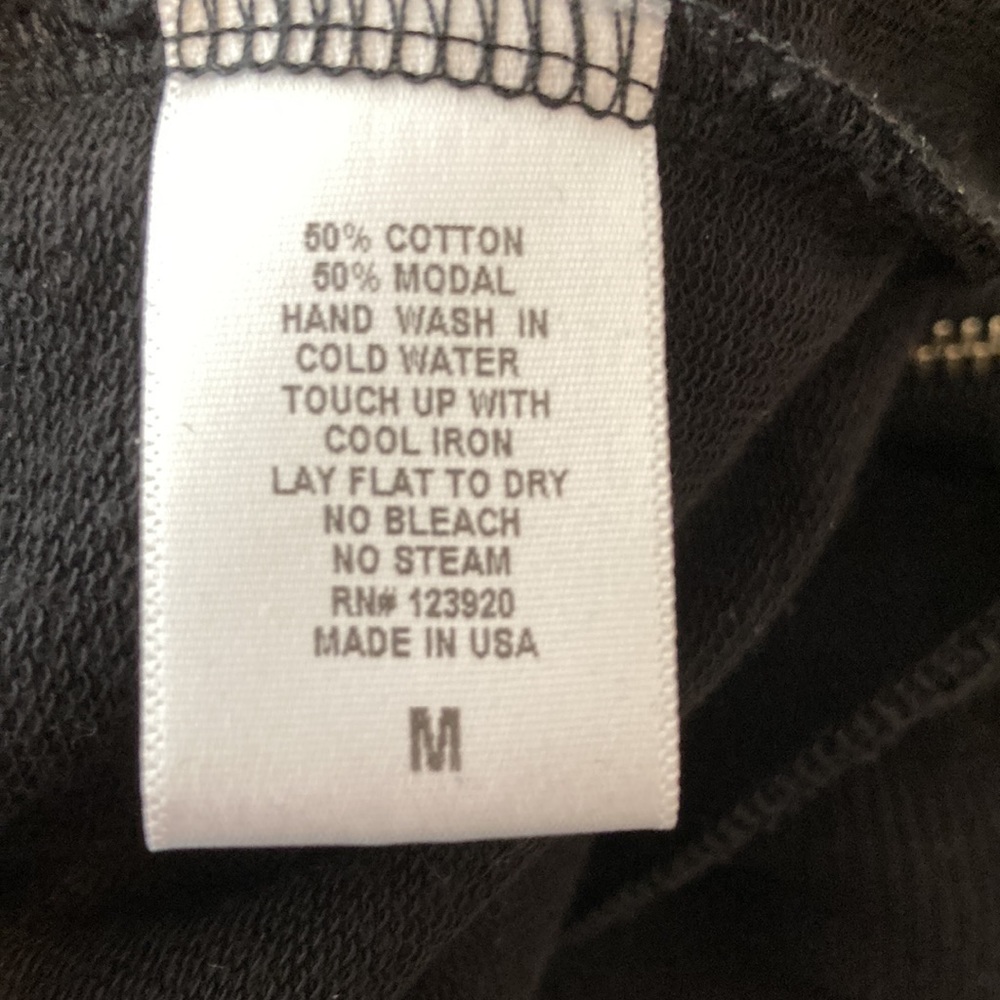 50% COTTON
50% MODAL
HAND WASH IN
COLD WATER
TOUCH UP WITH
COOL IRON
LAY FLAT TO DRY
NO BLEACH
NO STEAM
RN# 123920
MADE IN USA
M